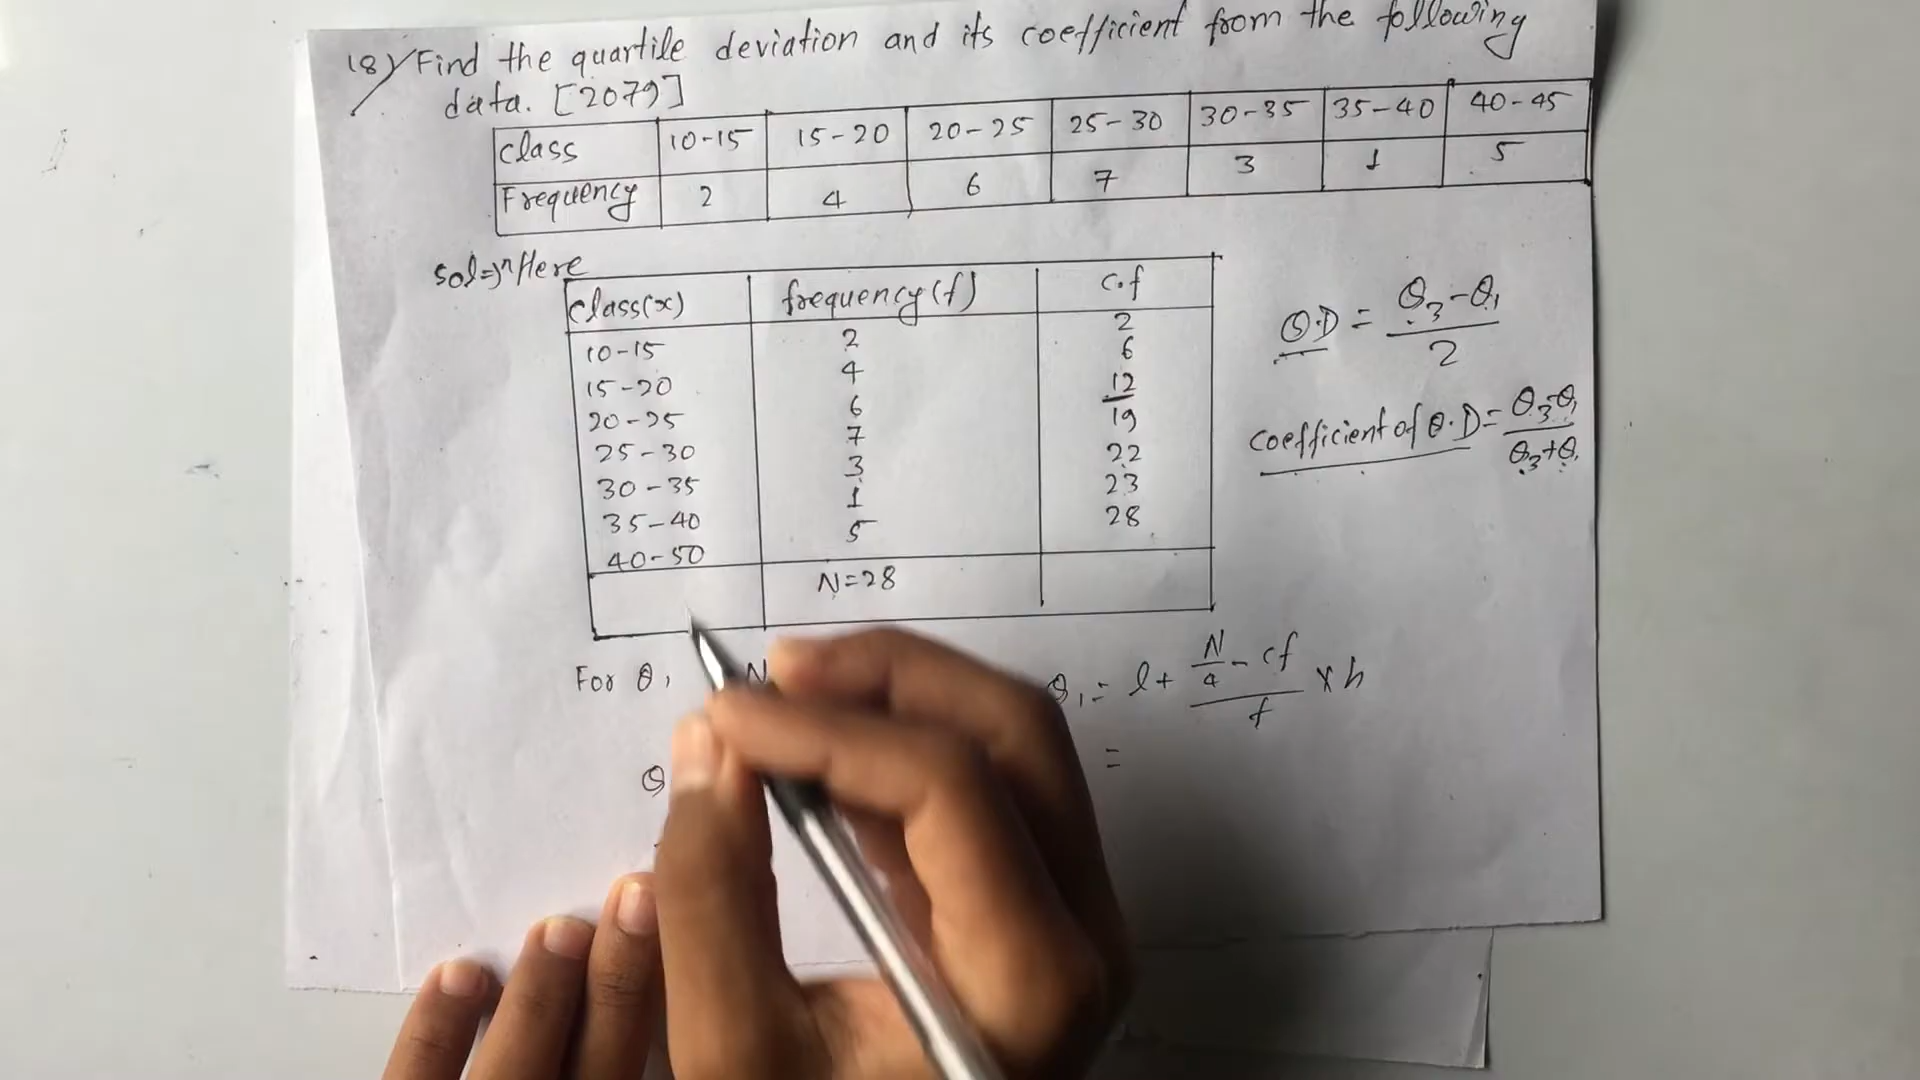 18) Find the quartile deviation and its coefficient from the following
data. [2079]
class 10-15 15-20 20-25 25-30 30-35 35-40 40-45
Frequency 2 4 6 7 3 1 5
Sol=>ⁿ Here
class(x) frequency(f) c.f
10-15 2 2
15-20 4 6
20-25 6 12
25-30 7 19
30-35 3 22
35-40 1 23
40-50 5 28
N=28
Q.D = Q₃-Q₁/2
coefficient of Q.D = Q₃-Q₁/Q₃+Q₁
For Q₁ N
Q₁ = l + N/4 - cf/f × h
Q =